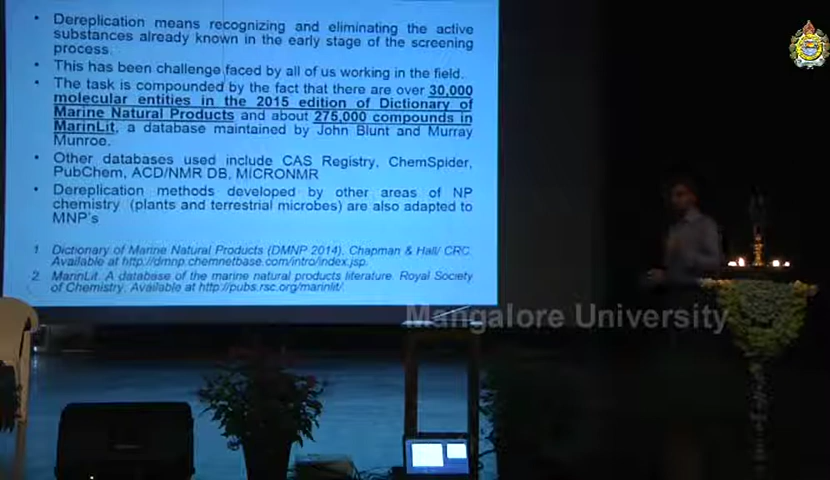 • Dereplication means recognizing and eliminating the active
substances already known in the early stage of the screening
process.
• This has been challenge faced by all of us working in the field.
• The task is compounded by the fact that there are over 30,000
molecular entities in the 2015 edition of Dictionary of
Marine Natural Products and about 275,000 compounds in
MarinLit, a database maintained by John Blunt and Murray
Munroe.
• Other databases used include CAS Registry, ChemSpider,
PubChem, ACD/NMR DB, MICRONMR
• Dereplication methods developed by other areas of NP
chemistry (plants and terrestrial microbes) are also adapted to
MNP's
1. Dictionary of Marine Natural Products (DMNP 2014). Chapman & Hall/ CRC.
Available at http://dmnp.chemnetbase.com/intro/index.jsp.
2. MarinLit. A database of the marine natural products literature. Royal Society
of Chemistry. Available at http://pubs.rsc.org/marinlit/.
Mangalore University